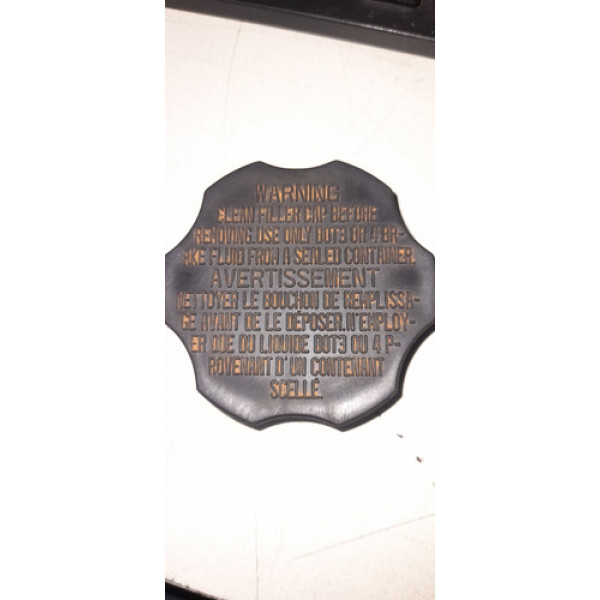 WARNING
CLEAN FILLER CAP BEFORE
REMOVING.USE ONLY DOT3 OR 4 BR-
AKE FLUID FROM A SEALED CONTAINER.
AVERTISSEMENT
NETTOYER LE BOUCHON DE REMPLISSA-
GE AVANT DE LE DÉPOSER.N'EMPLOY-
ER QUE DU LIQUIDE DOT3 OU 4 P-
ROVENANT D'UN CONTENANT
SCELLÉ.